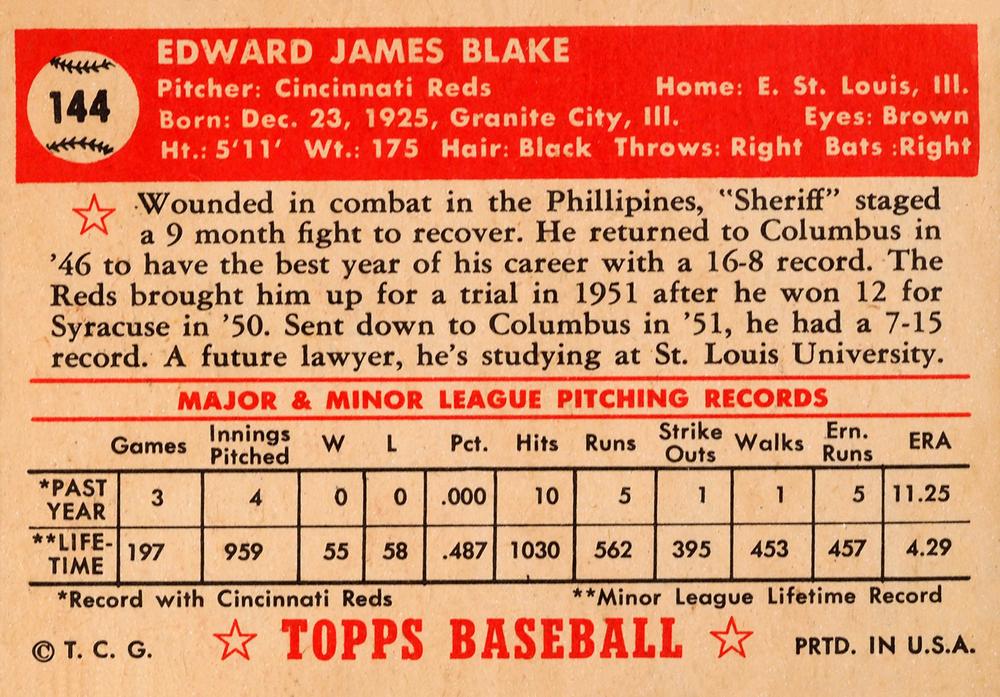 144
EDWARD JAMES BLAKE
Pitcher: Cincinnati Reds Home: E. St. Louis, Ill.
Born: Dec. 23, 1925, Granite City, Ill. Eyes: Brown
Ht.: 5'11' Wt.: 175 Hair: Black Throws: Right Bats :Right
Wounded in combat in the Phillipines, "Sheriff" staged
a 9 month fight to recover. He returned to Columbus in
'46 to have the best year of his career with a 16-8 record. The
Reds brought him up for a trial in 1951 after he won 12 for
Syracuse in '50. Sent down to Columbus in '51, he had a 7-15
record. A future lawyer, he's studying at St. Louis University.
MAJOR & MINOR LEAGUE PITCHING RECORDS
Games Innings Pitched W L Pct. Hits Runs Strike Outs Walks Ern. Runs ERA
*PAST YEAR 3 4 0 0 .000 10 5 1 1 5 11.25
**LIFE-TIME 197 959 55 58 .487 1030 562 395 453 457 4.29
*Record with Cincinnati Reds **Minor League Lifetime Record
© T. C. G. TOPPS BASEBALL PRTD. IN U.S.A.